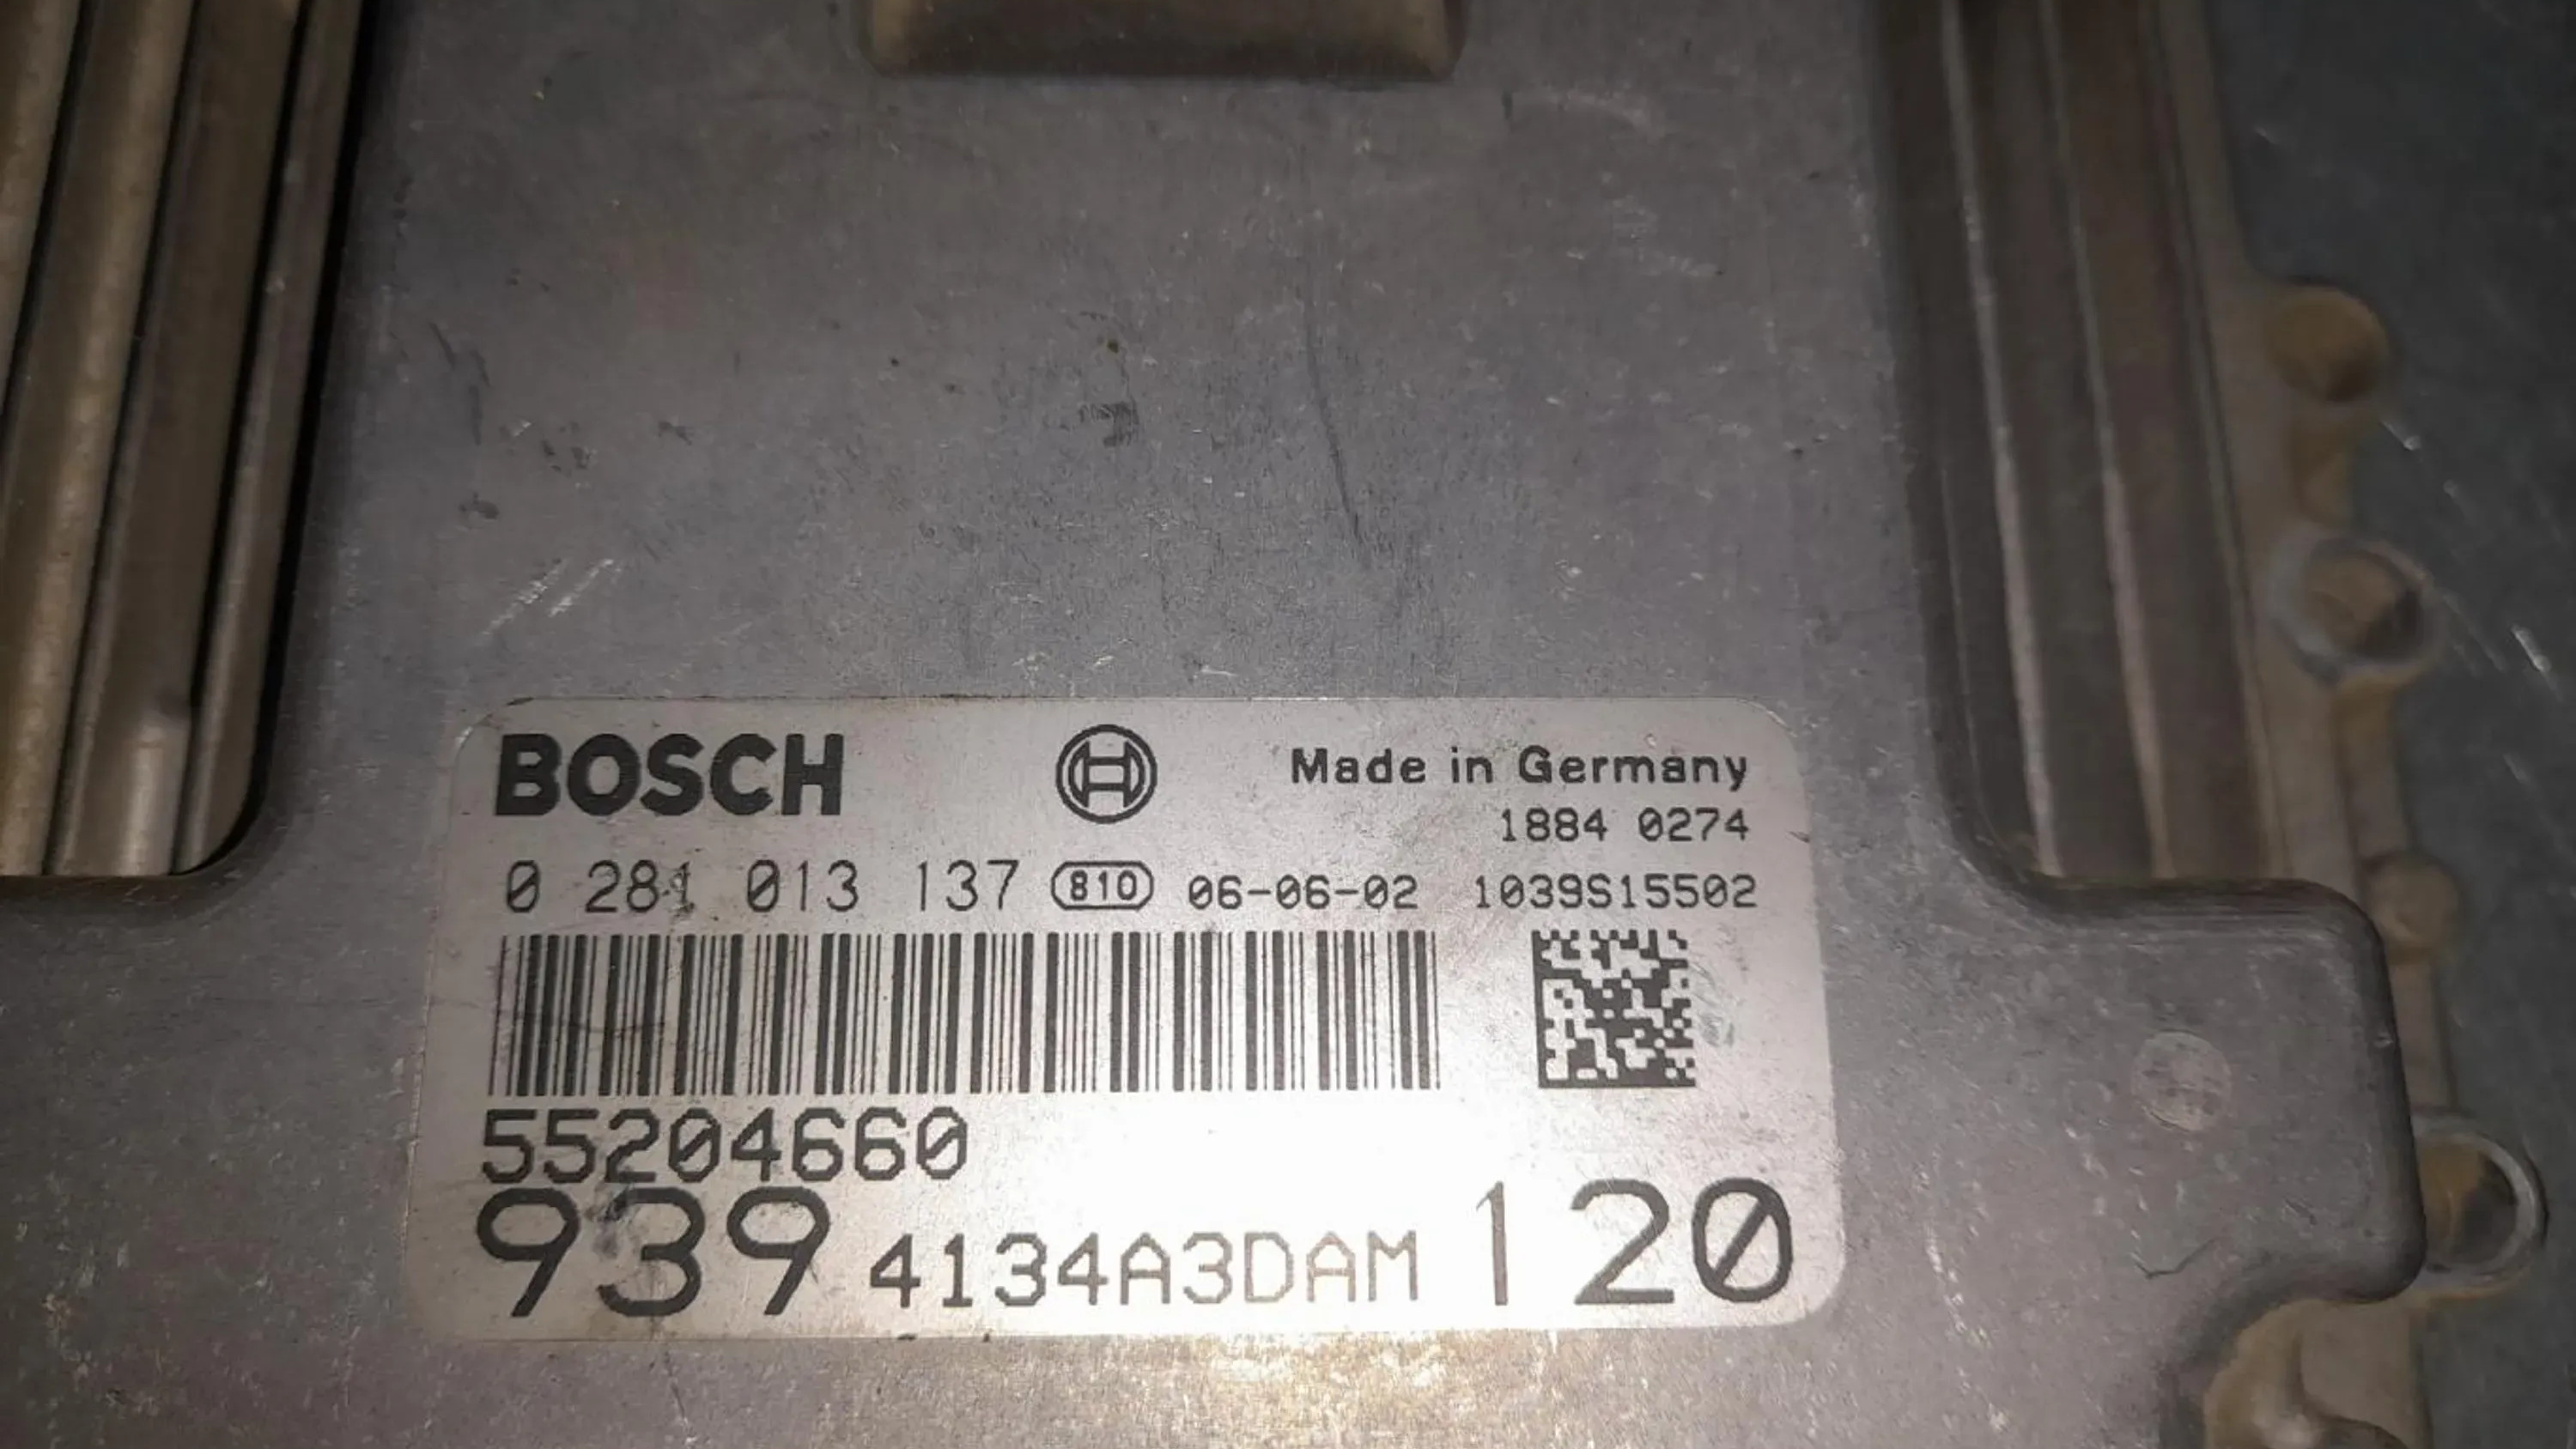 BOSCH Made in Germany
1884 0274
0 281 013 137 810 06-06-02 1039S15502
55204660
939 4134A3DAM 120